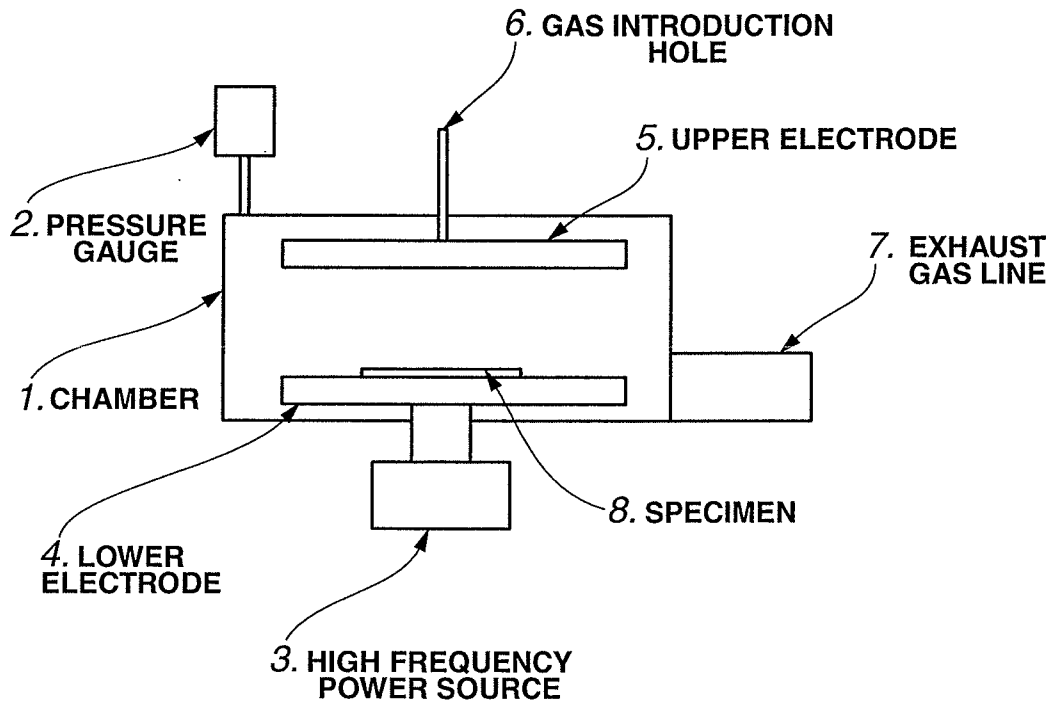 6. GAS INTRODUCTION
HOLE
5. UPPER ELECTRODE
2. PRESSURE
GAUGE
7. EXHAUST
GAS LINE
1. CHAMBER
8. SPECIMEN
4. LOWER
ELECTRODE
3. HIGH FREQUENCY
POWER SOURCE